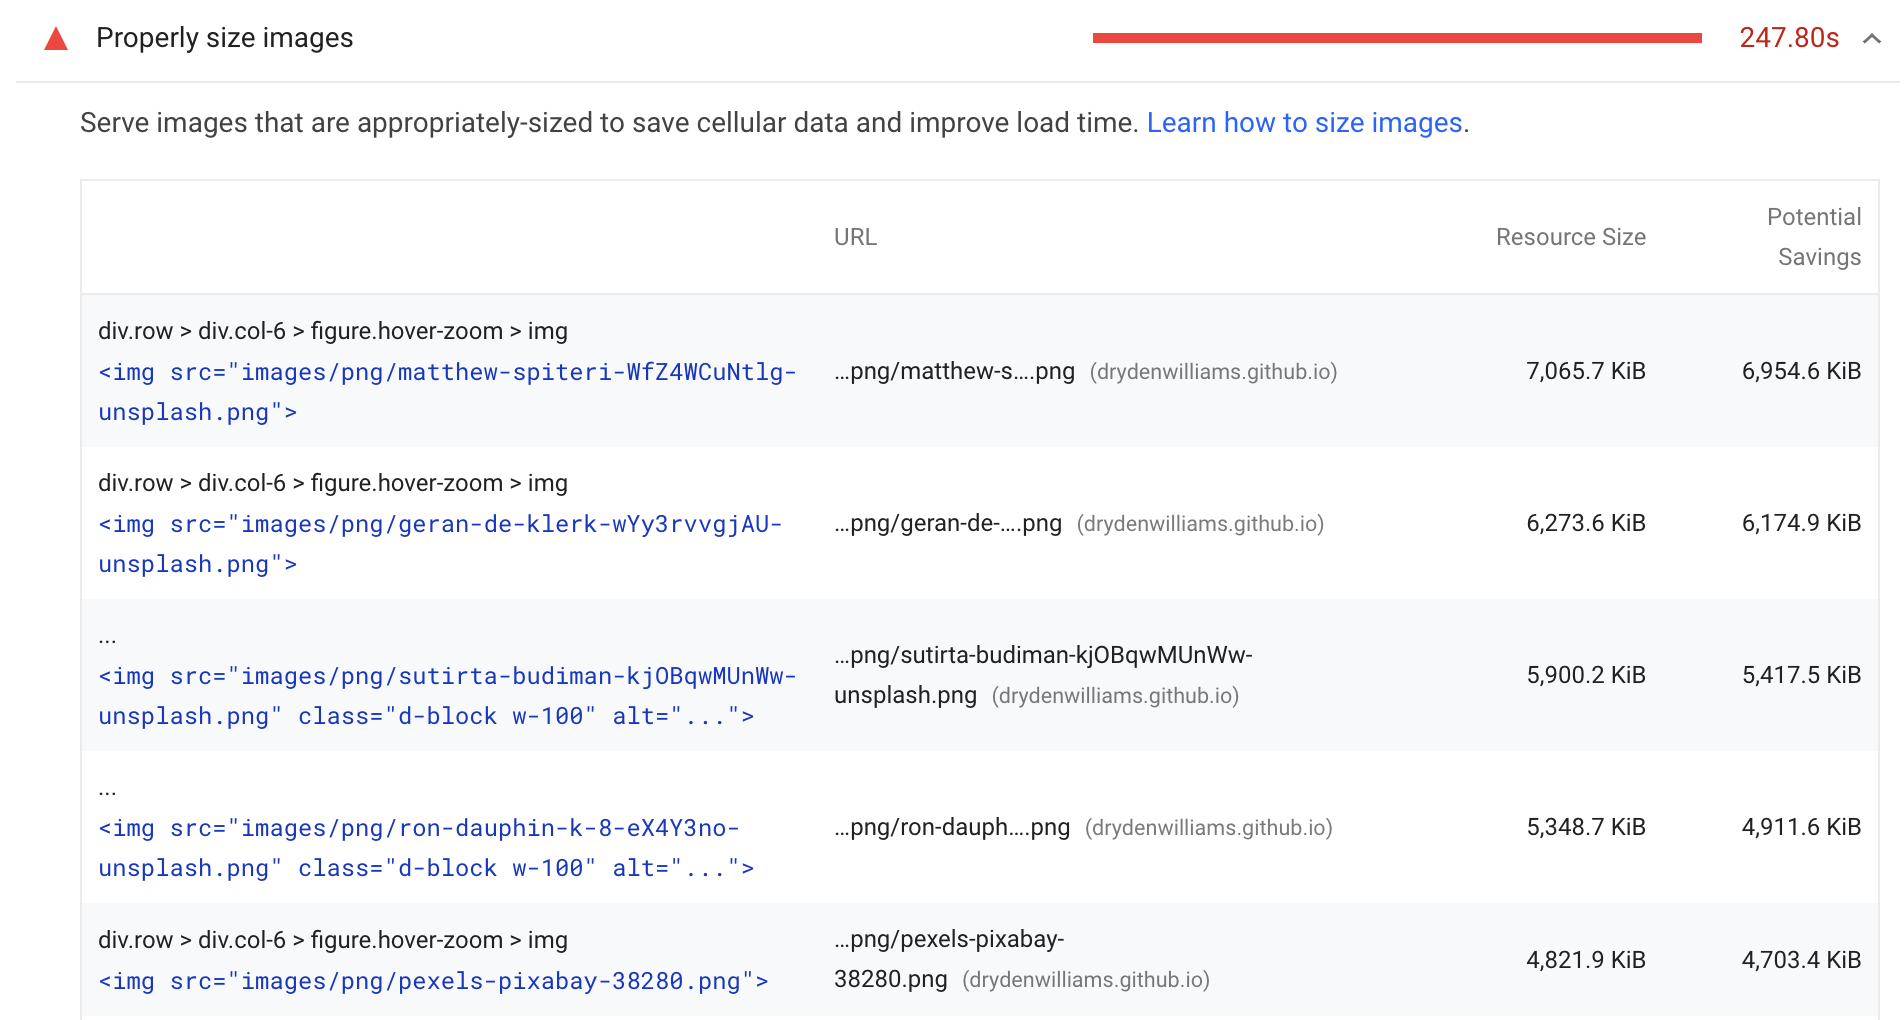 Properly size images 247.80s
Serve images that are appropriately-sized to save cellular data and improve load time. Learn how to size images.
URL Resource Size Potential Savings
div.row > div.col-6 > figure.hover-zoom > img
<img src="images/png/matthew-spiteri-WfZ4WCuNtlg-
unsplash.png">
...png/matthew-s....png (drydenwilliams.github.io) 7,065.7 KiB 6,954.6 KiB
div.row > div.col-6 > figure.hover-zoom > img
<img src="images/png/geran-de-klerk-wYy3rvvgjAU-
unsplash.png">
...png/geran-de-....png (drydenwilliams.github.io) 6,273.6 KiB 6,174.9 KiB
...
<img src="images/png/sutirta-budiman-kjOBqwMUnWw-
unsplash.png" class="d-block w-100" alt="...">
...png/sutirta-budiman-kjOBqwMUnWw-
unsplash.png (drydenwilliams.github.io) 5,900.2 KiB 5,417.5 KiB
...
<img src="images/png/ron-dauphin-k-8-eX4Y3no-
unsplash.png" class="d-block w-100" alt="...">
...png/ron-dauph....png (drydenwilliams.github.io) 5,348.7 KiB 4,911.6 KiB
div.row > div.col-6 > figure.hover-zoom > img
<img src="images/png/pexels-pixabay-38280.png">
...png/pexels-pixabay-
38280.png (drydenwilliams.github.io) 4,821.9 KiB 4,703.4 KiB